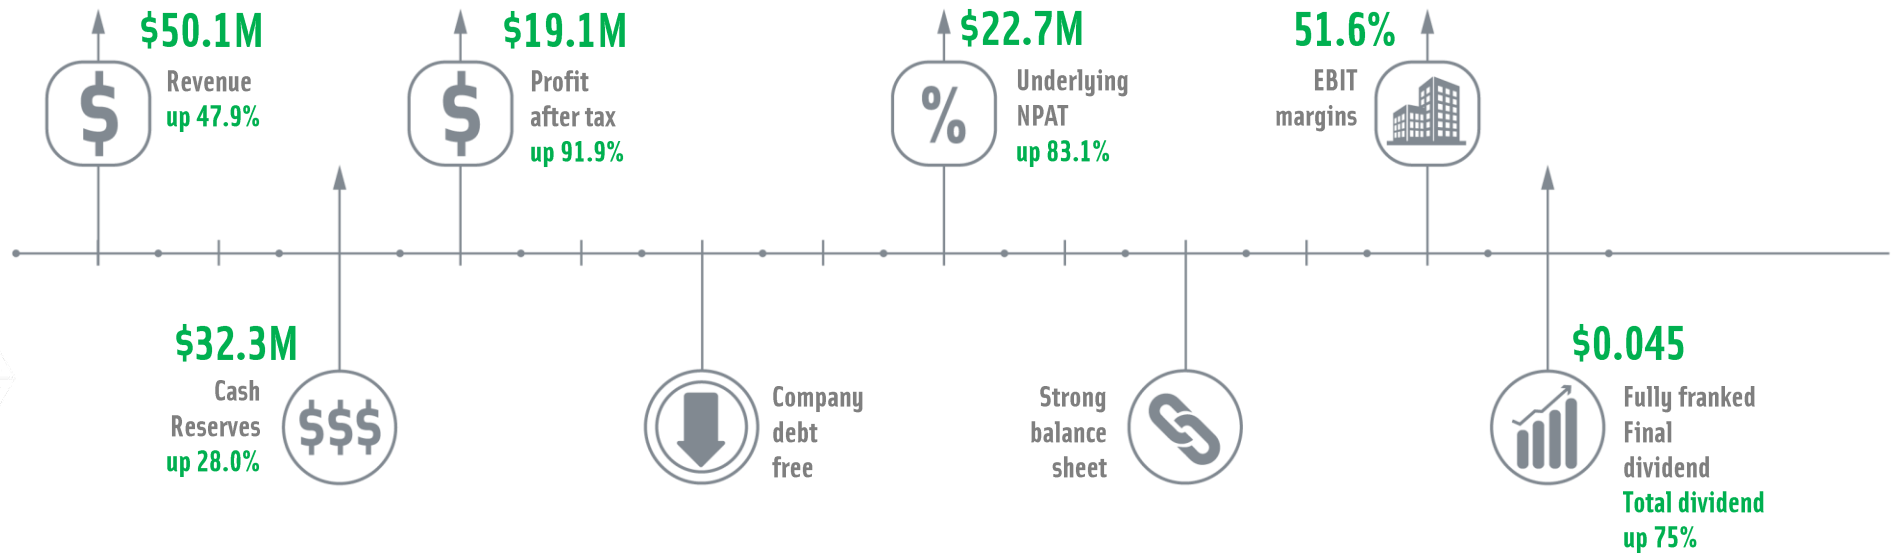 $50.1M
Revenue
up 47.9%
$
$32.3M
Cash
Reserves
up 28.0%
$$$
$19.1M
Profit
after tax
up 91.9%
$
Company
debt
free
$22.7M
Underlying
NPAT
up 83.1%
%
Strong
balance
sheet
51.6%
EBIT
margins
$0.045
Fully franked
Final
dividend
Total dividend
up 75%